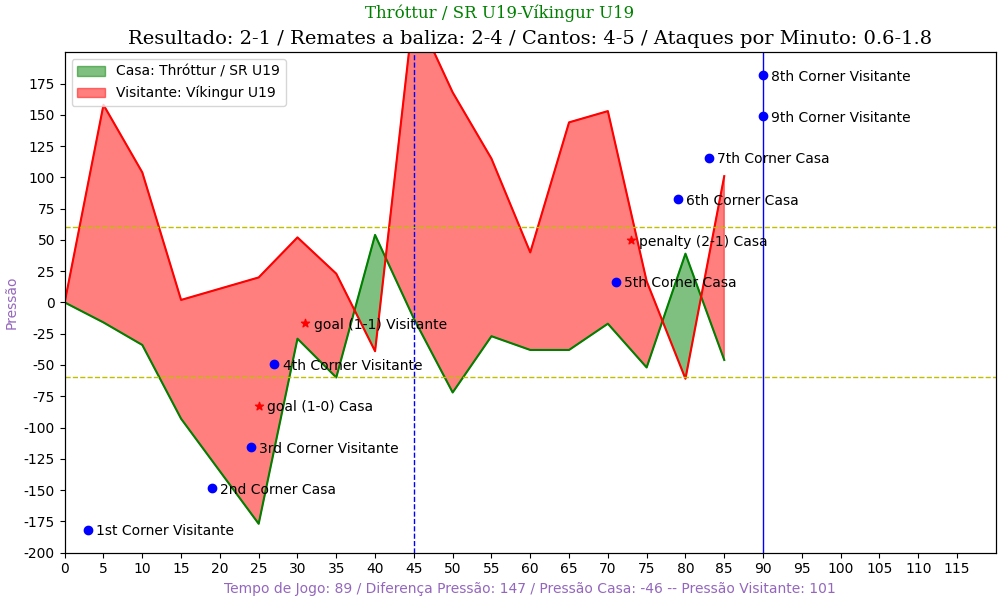 Thróttur / SR U19-Víkingur U19
Resultado: 2-1 / Remates a baliza: 2-4 / Cantos: 4-5 / Ataques por Minuto: 0.6-1.8
Casa: Thróttur / SR U19
Visitante: Víkingur U19
Pressão
175
150
125
100
75
50
25
0
-25
-50
-75
-100
-125
-150
-175
-200
8th Corner Visitante
9th Corner Visitante
7th Corner Casa
6th Corner Casa
penalty (2-1) Casa
5th Corner Casa
goal (1-1) Visitante
4th Corner Visitante
goal (1-0) Casa
3rd Corner Visitante
2nd Corner Casa
1st Corner Visitante
0 5 10 15 20 25 30 35 40 45 50 55 60 65 70 75 80 85 90 95 100 105 110 115
Tempo de Jogo: 89 / Diferença Pressão: 147 / Pressão Casa: -46 -- Pressão Visitante: 101